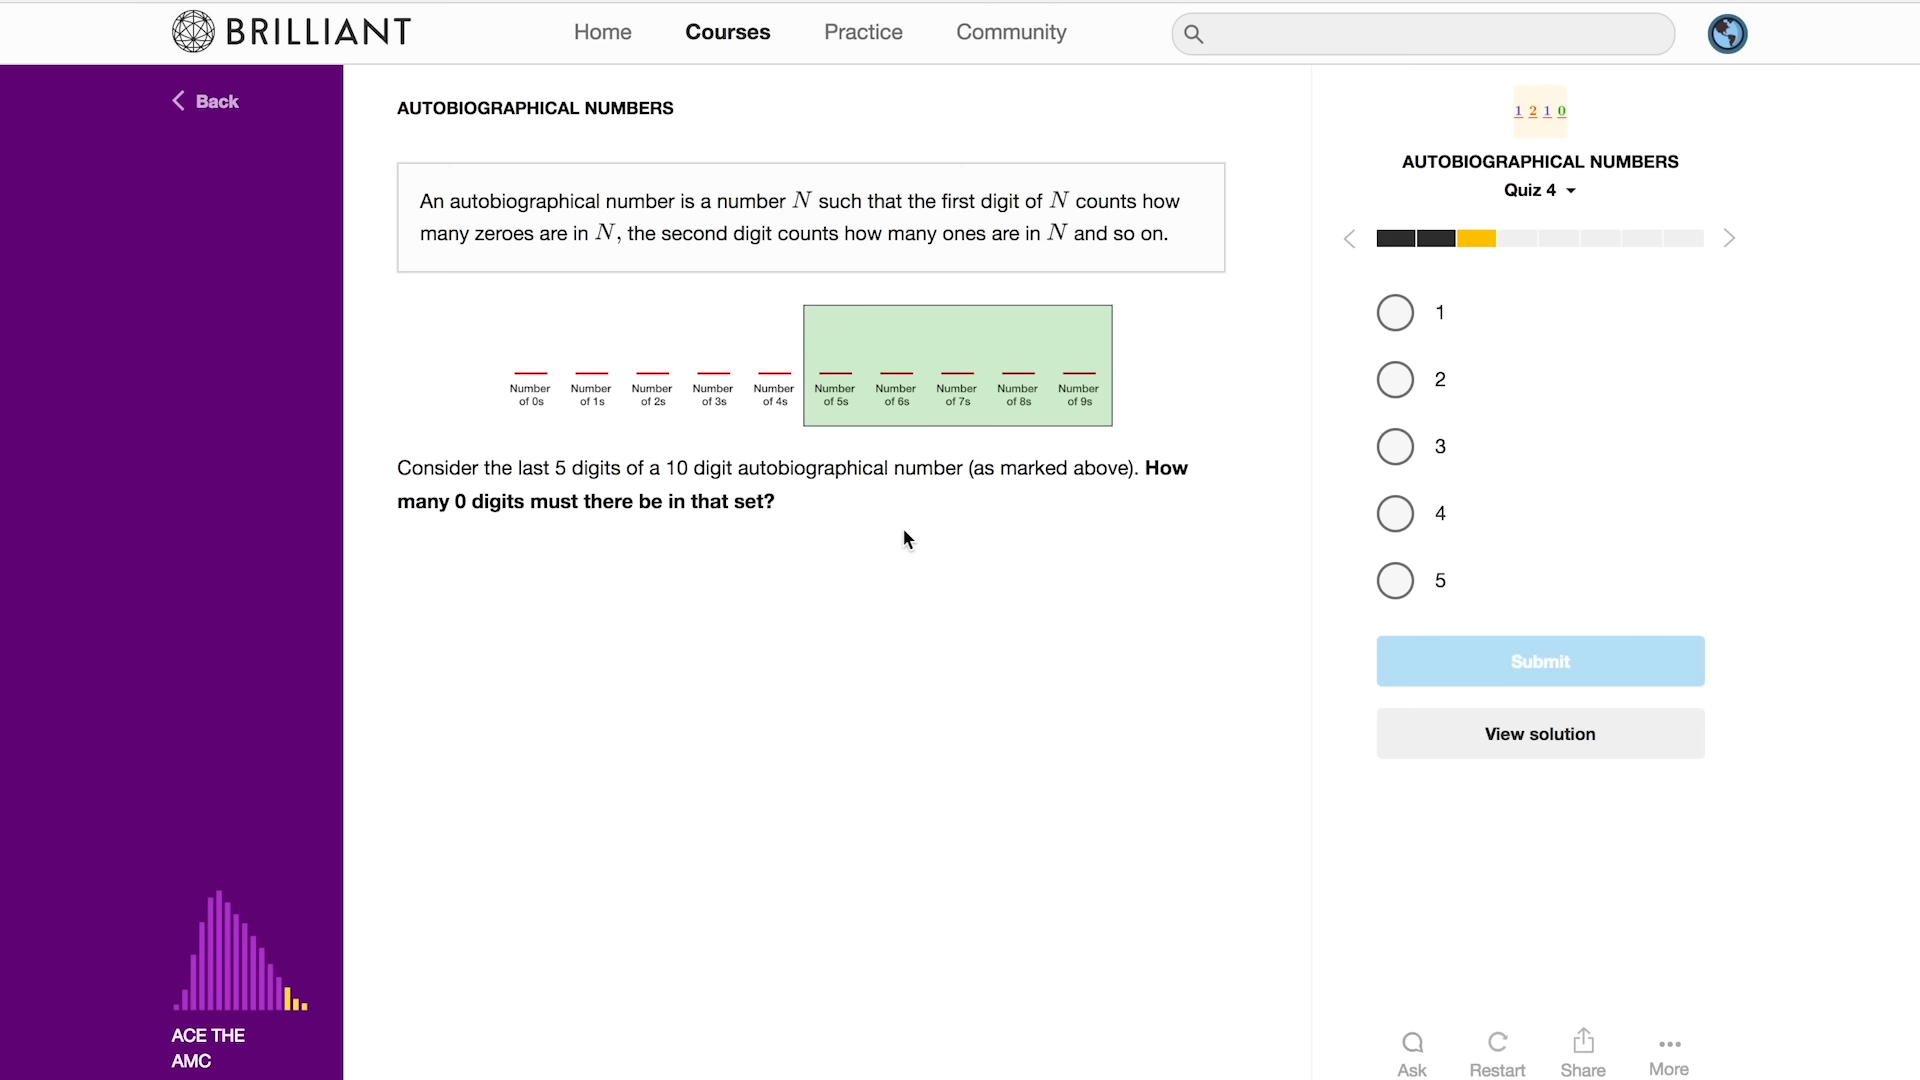 BRILLIANT
Home Courses Practice Community
Back
AUTOBIOGRAPHICAL NUMBERS
An autobiographical number is a number N such that the first digit of N counts how
many zeroes are in N, the second digit counts how many ones are in N and so on.
Number Number Number Number Number Number Number Number Number Number
of 0s of 1s of 2s of 3s of 4s of 5s of 6s of 7s of 8s of 9s
Consider the last 5 digits of a 10 digit autobiographical number (as marked above). How
many 0 digits must there be in that set?
1 2 1 0
AUTOBIOGRAPHICAL NUMBERS
Quiz 4
1
2
3
4
5
Submit
View solution
ACE THE
AMC
Ask Restart Share More